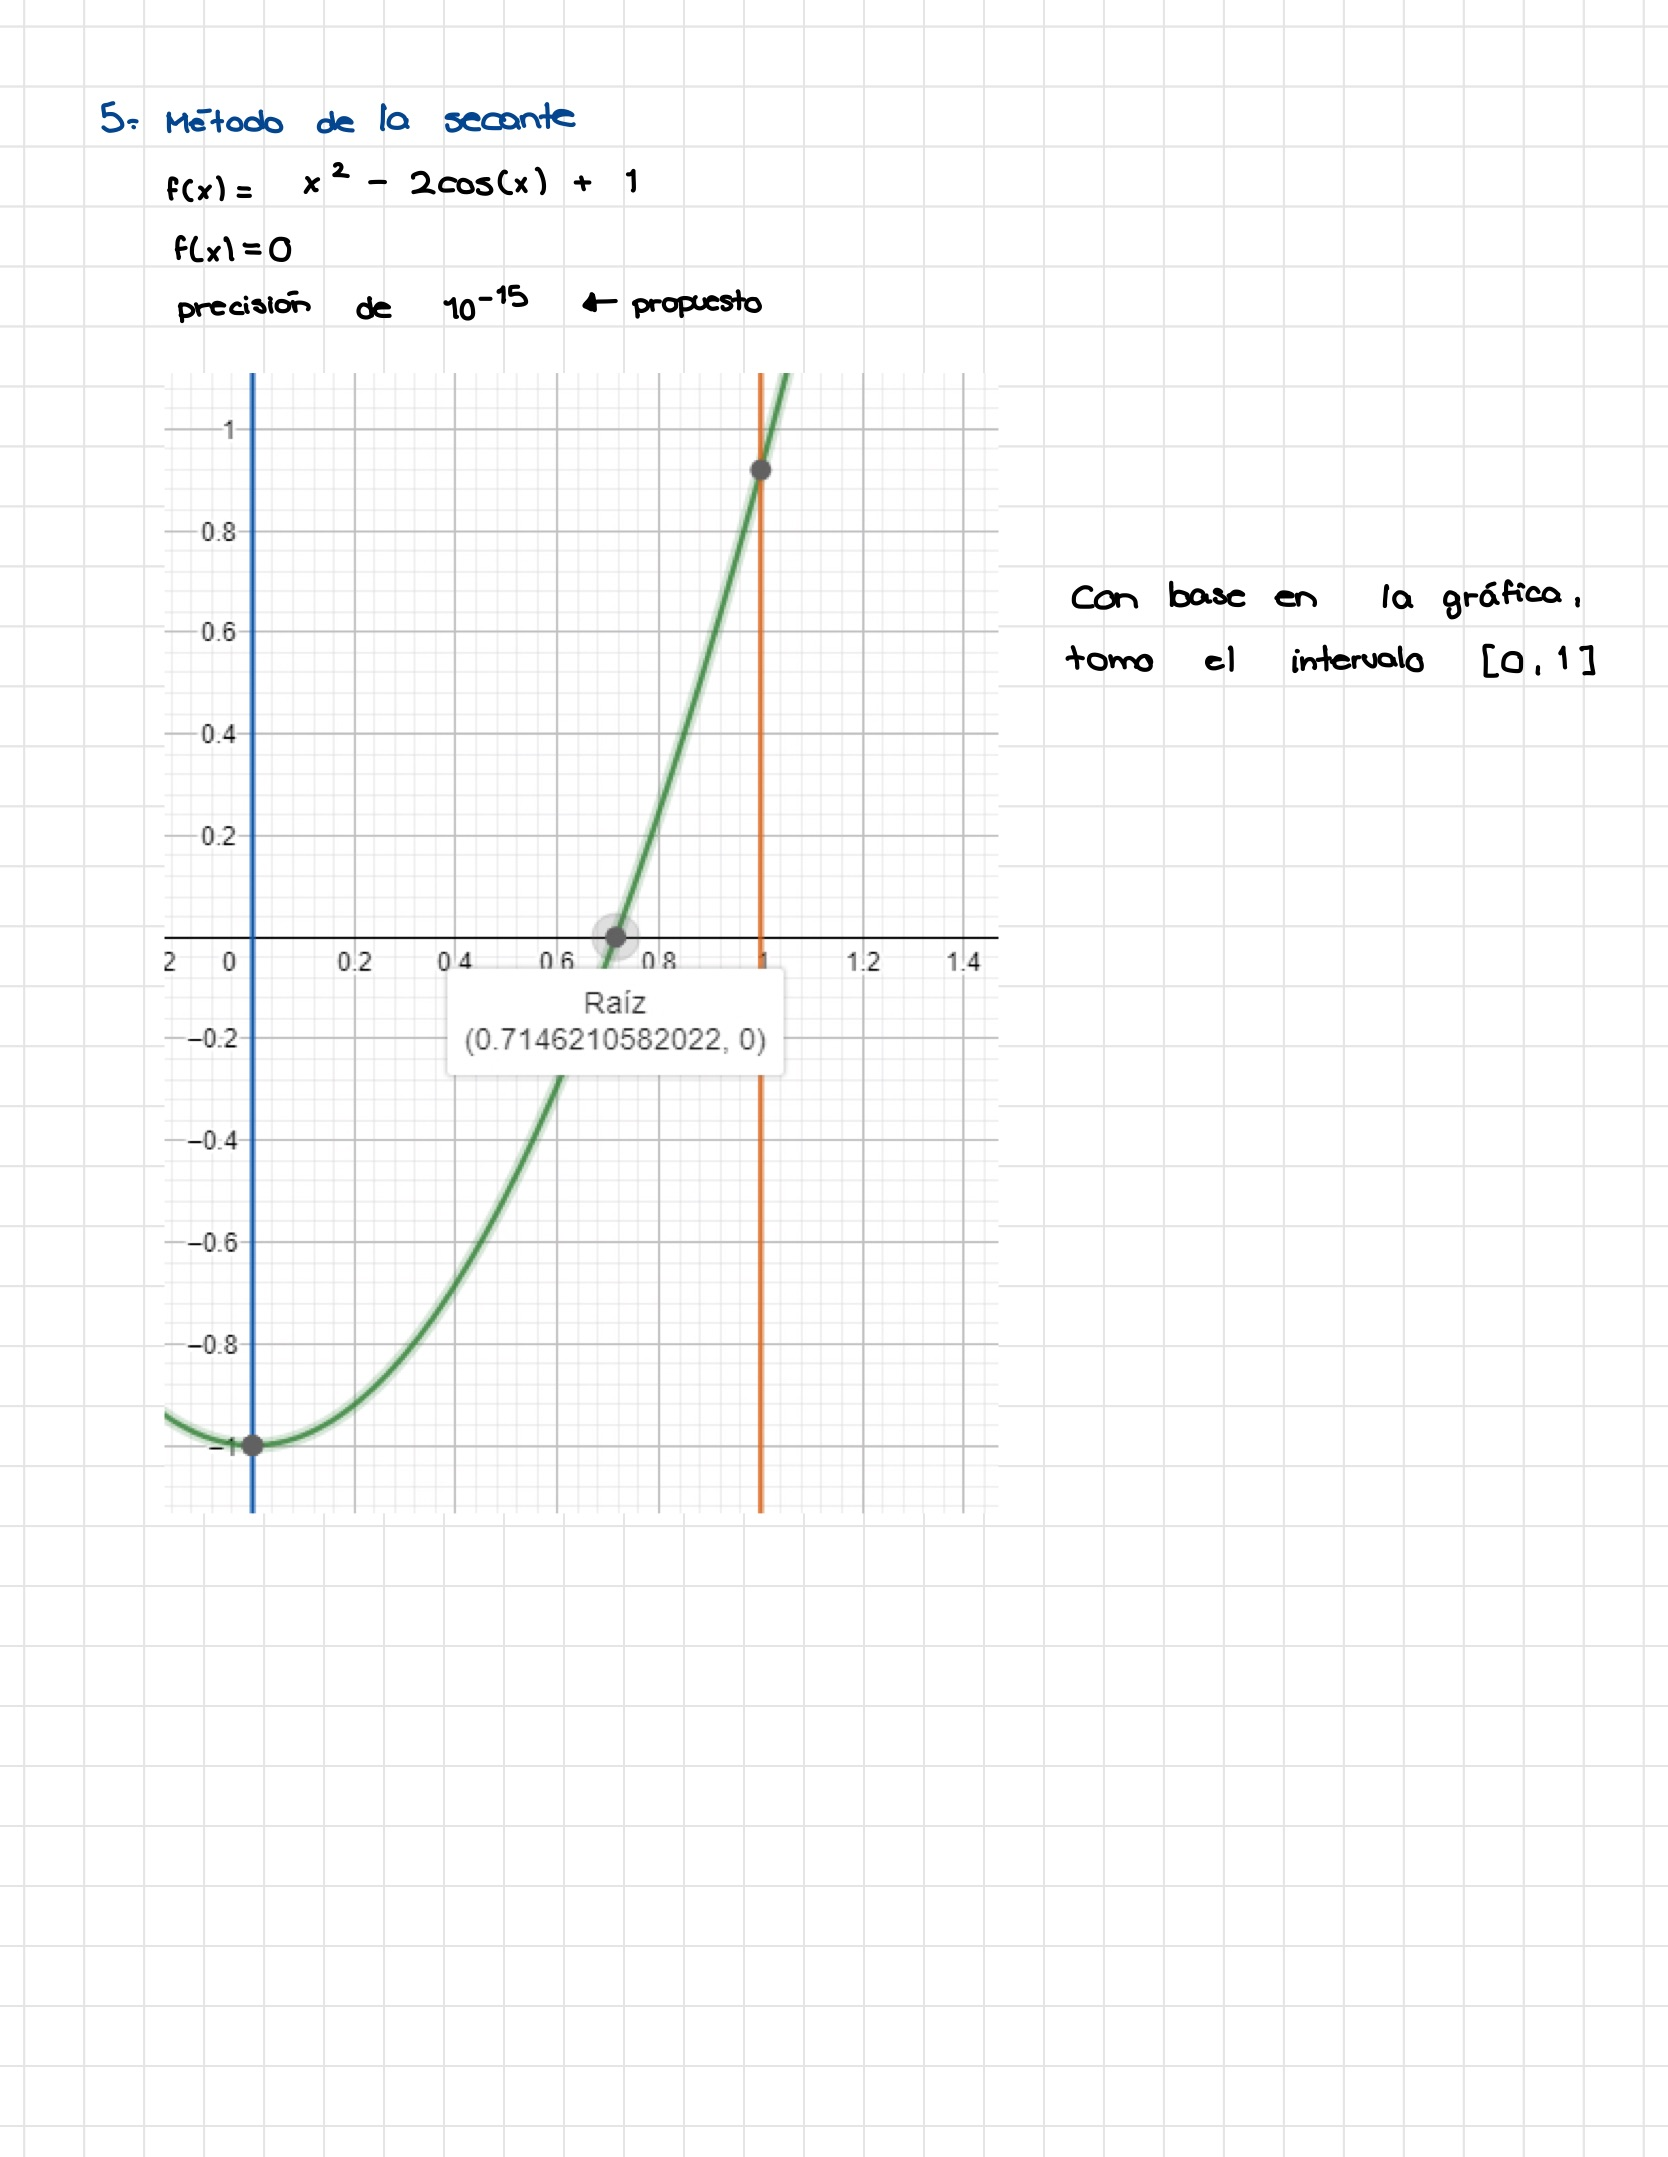 5.- Método de la secante
f(x) = x² - 2cos(x) + 1
f(x) = 0
precisión de 10⁻¹⁵ ← propuesto
1
0.8
0.6
0.4
0.2
2 0 0.2 0.4 0.6 0.8 1 1.2 1.4
Raíz
(0.7146210582022, 0)
−0.2
−0.4
−0.6
−0.8
−1
Con base en la gráfica,
tomo el intervalo [0, 1]